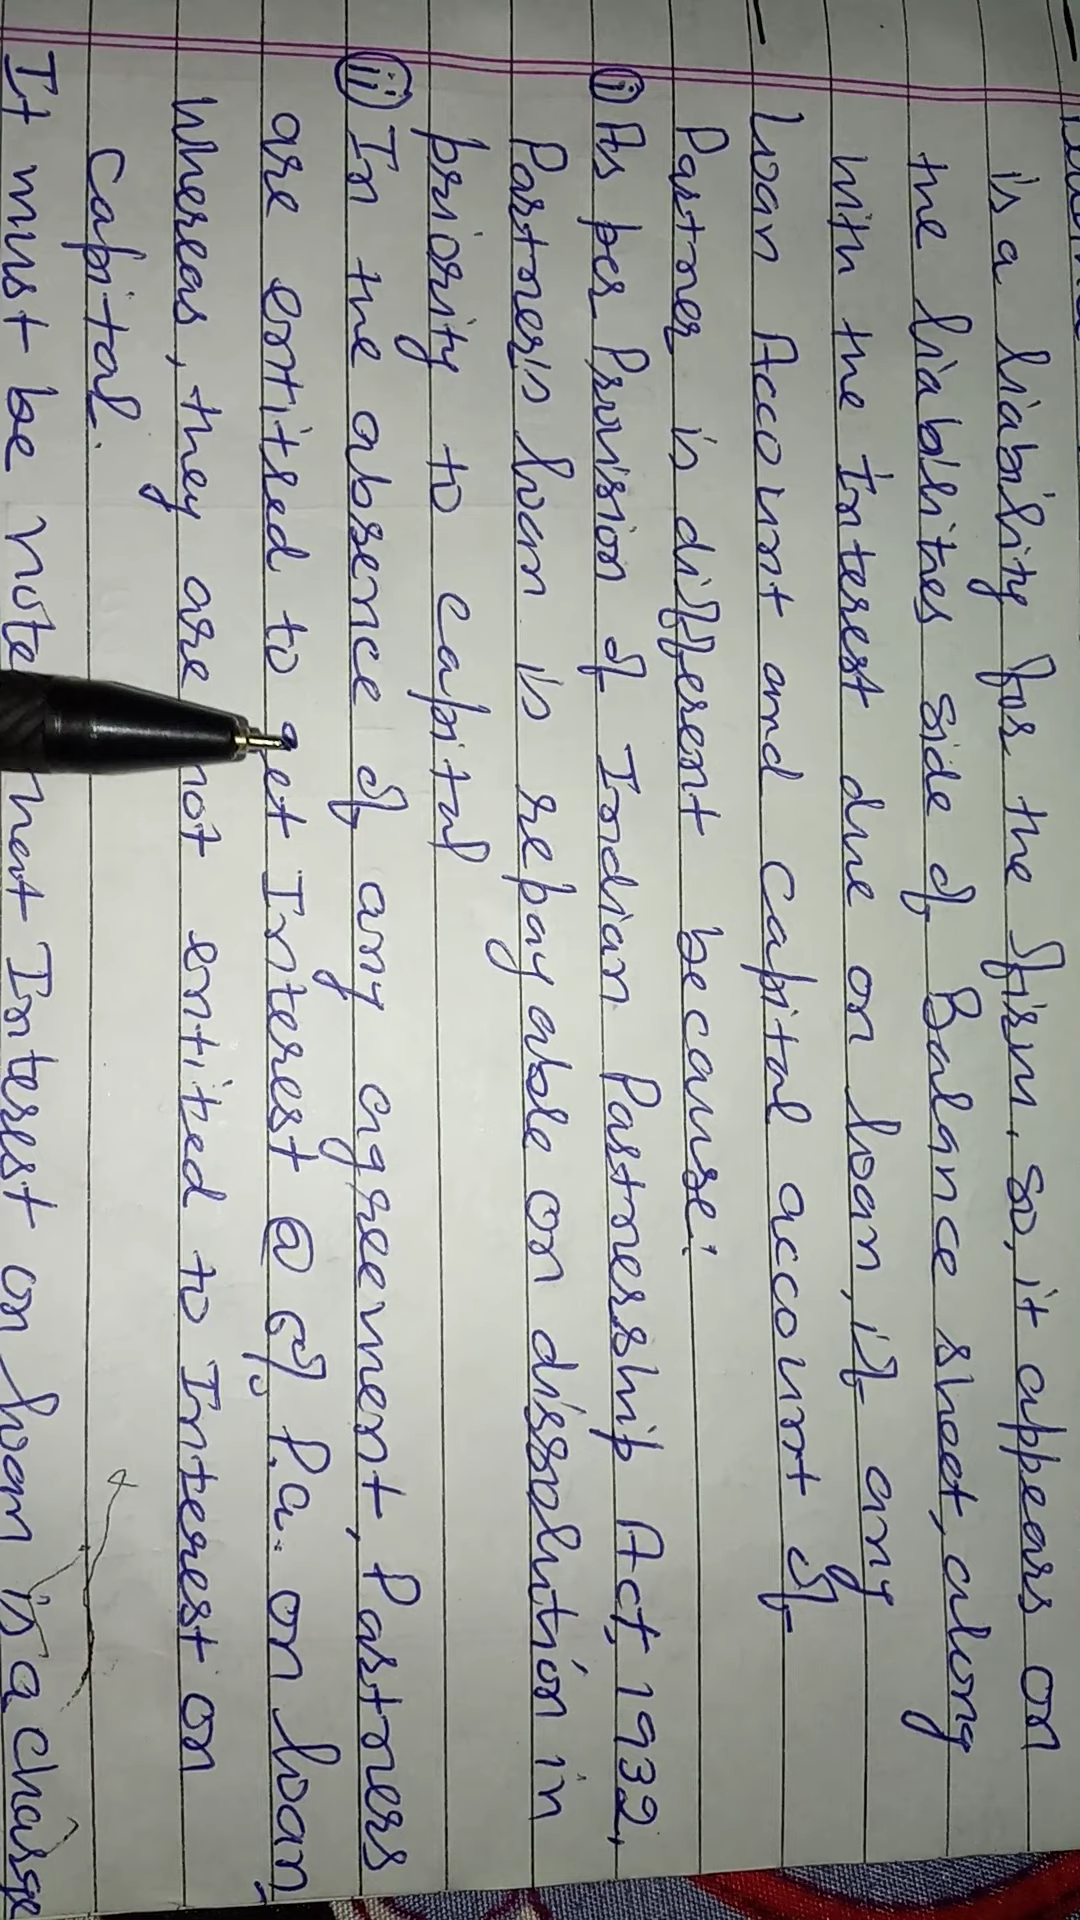 is a liability for the firm. so, it appears on
the liabilities side of Balance sheet, along
with the Interest due on loan, if any
Loan Account and Capital account of
Partner is different because:
(i) As per Provision of Indian Partnership Act, 1932,
Partner's loan is repayable on dissolution in
priority to capital
(ii) In the absence of any agreement, Partners
are entitled to get Interest @ 6% P.a. on loan,
Whereas, they are not entitled to Interest on
Capital.
It must be note that Interest on loan is a charge